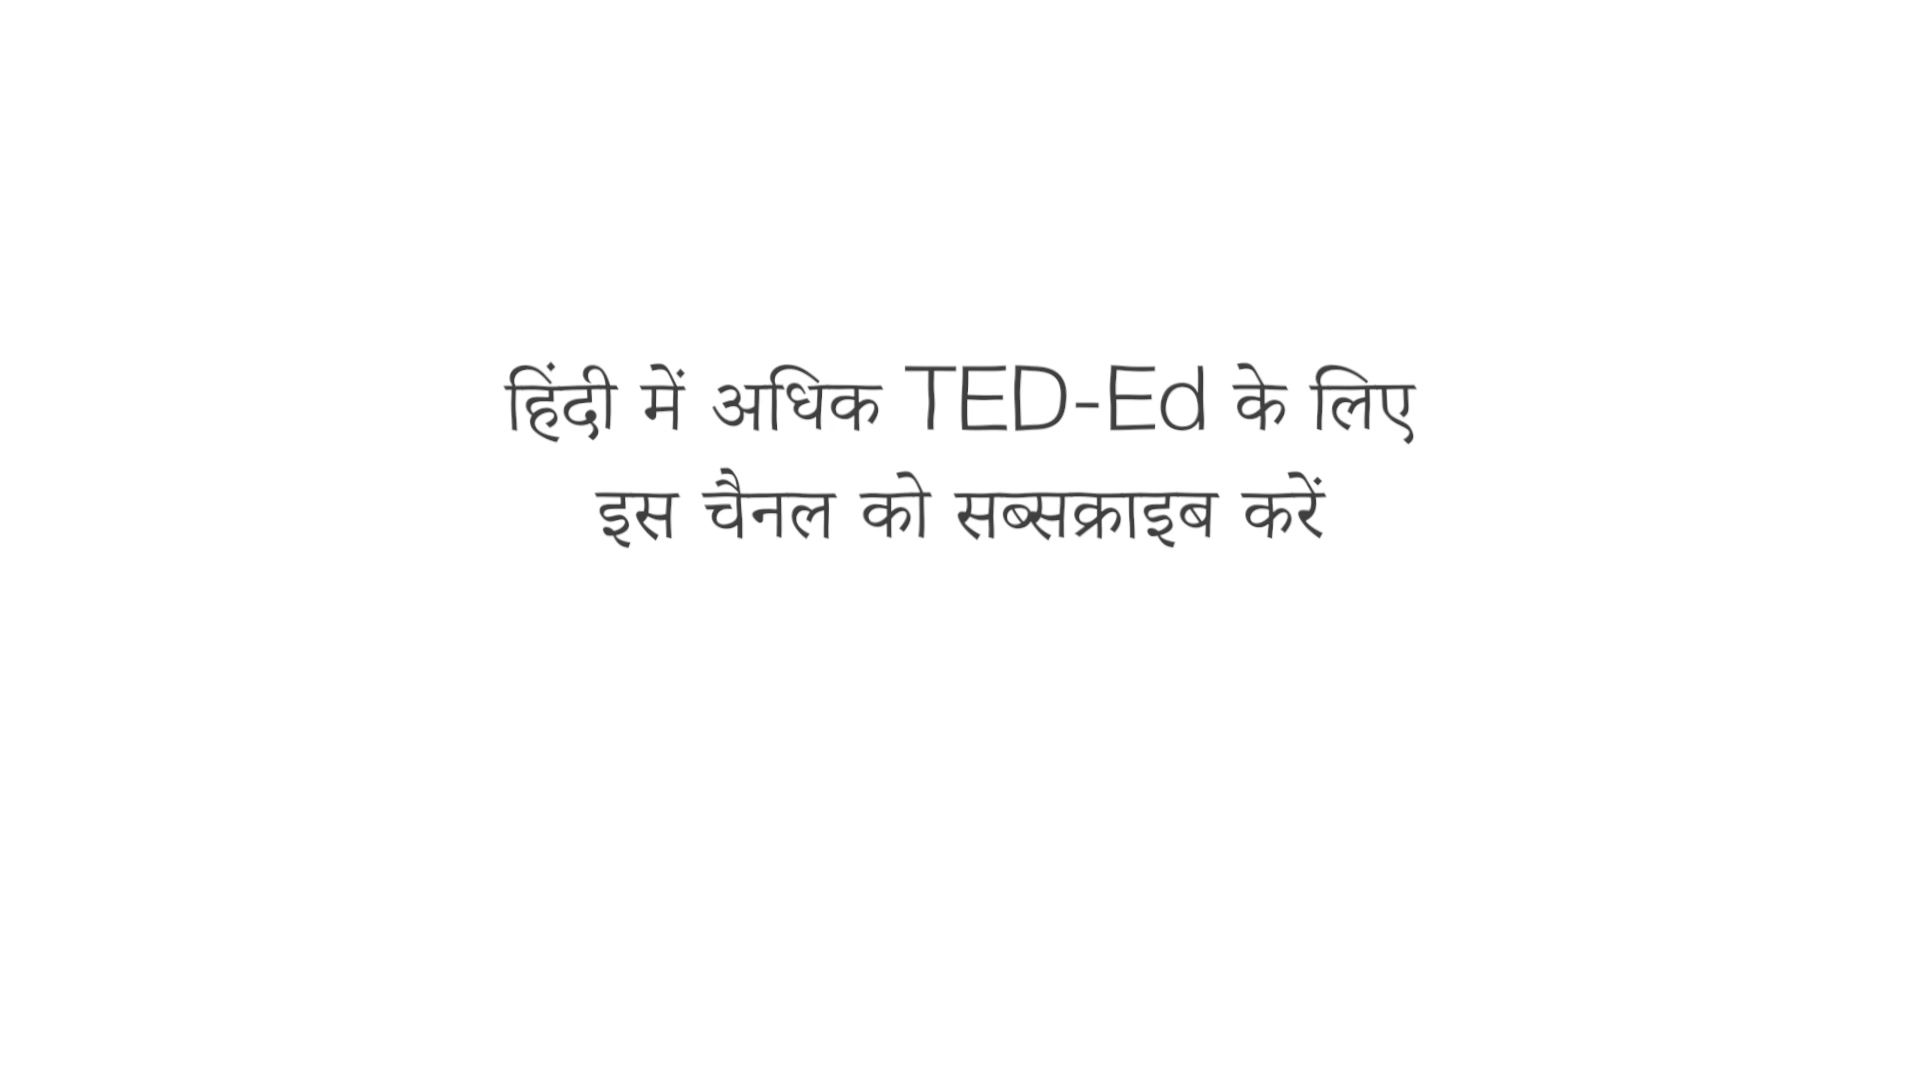 हिंदी में अधिक TED-Ed के लिए
इस चैनल को सब्सक्राइब करें